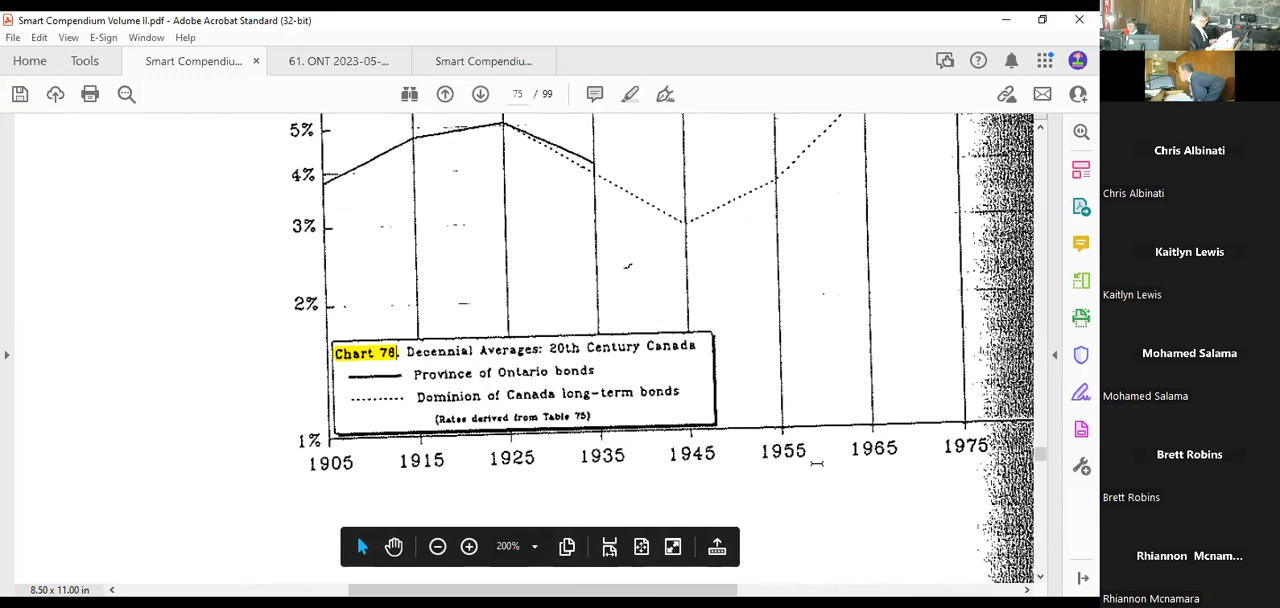 Smart Compendium Volume II.pdf - Adobe Acrobat Standard (32-bit)
File Edit View E-Sign Window Help
Home Tools Smart Compendiu... × 61. ONT 2023-05-... Smart Compendiu...
75 / 99
5%
4%
3%
2%
Chart 78. Decennial Averages: 20th Century Canada
Province of Ontario bonds
Dominion of Canada long-term bonds
(Rates derived from Table 75)
1%
1905 1915 1925 1935 1945 1955 1965 1975
200%
8.50 x 11.00 in
Chris Albinati
Chris Albinati
Kaitlyn Lewis
Kaitlyn Lewis
Mohamed Salama
Mohamed Salama
Brett Robins
Brett Robins
Rhiannon Mcnam...
Rhiannon Mcnamara